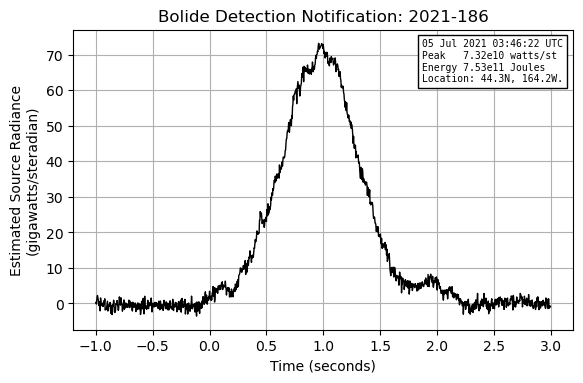 Bolide Detection Notification: 2021-186
05 Jul 2021 03:46:22 UTC
Peak   7.32e10 watts/st
Energy 7.53e11 Joules
Location: 44.3N, 164.2W.
Estimated Source Radiance
(gigawatts/steradian)
70
60
50
40
30
20
10
0
−1.0 −0.5 0.0 0.5 1.0 1.5 2.0 2.5 3.0
Time (seconds)